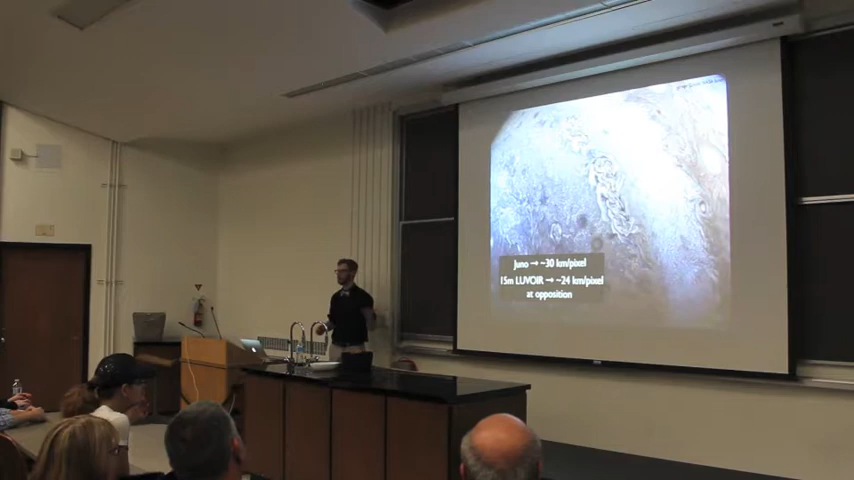 Juno → ~30 km/pixel
15m LUVOIR → ~24 km/pixel
at opposition